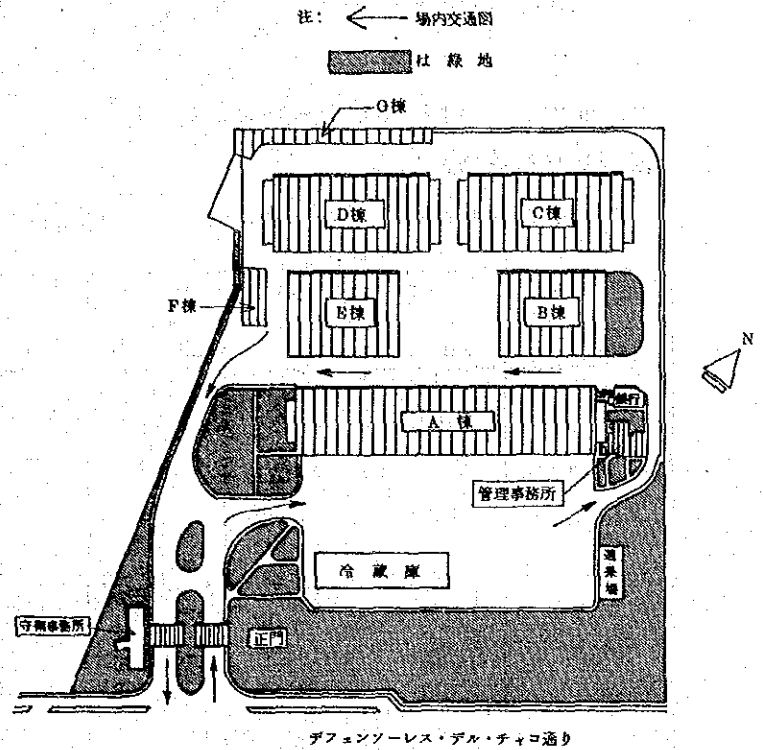 注: 場内交通図
は緑地
G棟
D棟
C棟
F棟
E棟
B棟
N
A棟
銀行
管理事務所
冷蔵庫
守衛事務所
正門
デフェンソーレス・デル・チャコ通り